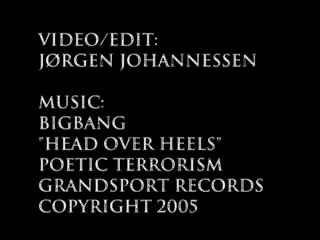 VIDEO/EDIT:
JØRGEN JOHANNESSEN
MUSIC:
BIGBANG
"HEAD OVER HEELS"
POETIC TERRORISM
GRANDSPORT RECORDS
COPYRIGHT 2005